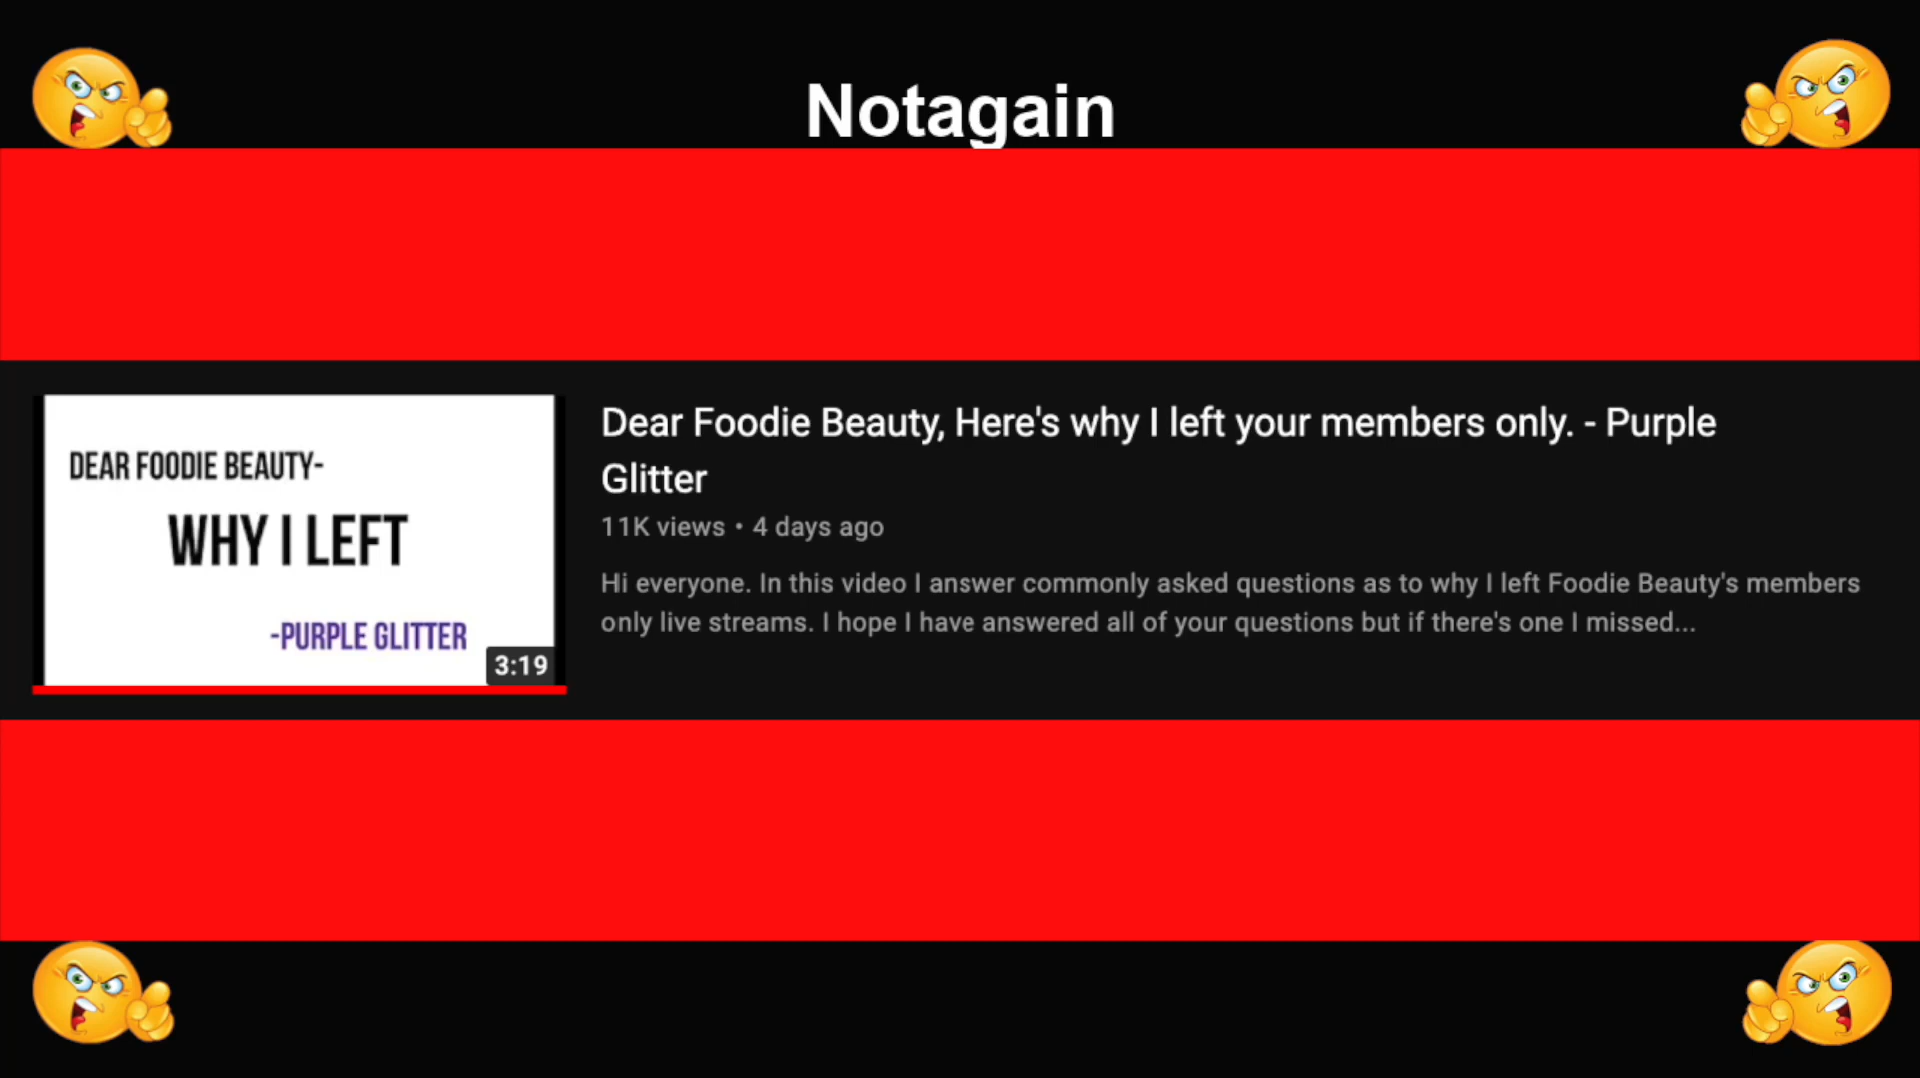 Notagain
DEAR FOODIE BEAUTY-
WHY I LEFT
-PURPLE GLITTER
3:19
Dear Foodie Beauty, Here's why I left your members only. - Purple
Glitter
11K views • 4 days ago
Hi everyone. In this video I answer commonly asked questions as to why I left Foodie Beauty's members
only live streams. I hope I have answered all of your questions but if there's one I missed...